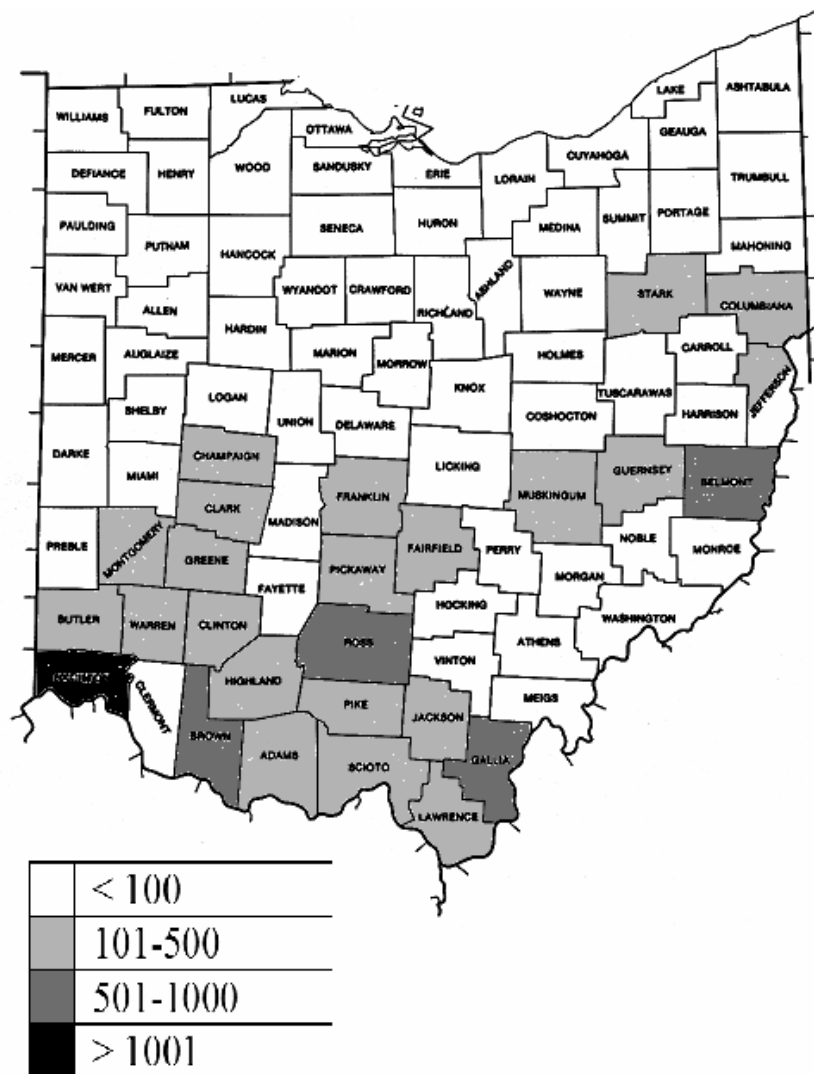 LAKE
ASHTABULA
LUCAS
FULTON
WILLIAMS
OTTAWA
GEAUGA
CUYAHOGA
WOOD
SANDUSKY
ERIE
LORAIN
TRUMBULL
DEFIANCE
HENRY
PORTAGE
SUMMIT
PAULDING
SENECA
HURON
MEDINA
PUTNAM
HANCOCK
MAHONING
VAN WERT
WYANDOT
CRAWFORD
RICHLAND
ASHLAND
WAYNE
STARK
COLUMBIANA
ALLEN
HARDIN
MERCER
AUGLAIZE
MARION
MORROW
HOLMES
CARROLL
JEFFERSON
LOGAN
KNOX
TUSCARAWAS
SHELBY
UNION
DELAWARE
COSHOCTON
HARRISON
DARKE
CHAMPAIGN
LICKING
MIAMI
FRANKLIN
MUSKINGUM
GUERNSEY
BELMONT
CLARK
MADISON
MONTGOMERY
PREBLE
GREENE
FAIRFIELD
PERRY
NOBLE
MONROE
PICKAWAY
FAYETTE
MORGAN
HOCKING
BUTLER
WARREN
CLINTON
WASHINGTON
ROSS
ATHENS
VINTON
HIGHLAND
CLERMONT
PIKE
MEIGS
JACKSON
BROWN
ADAMS
SCIOTO
GALLIA
LAWRENCE
< 100
101-500
501-1000
> 1001